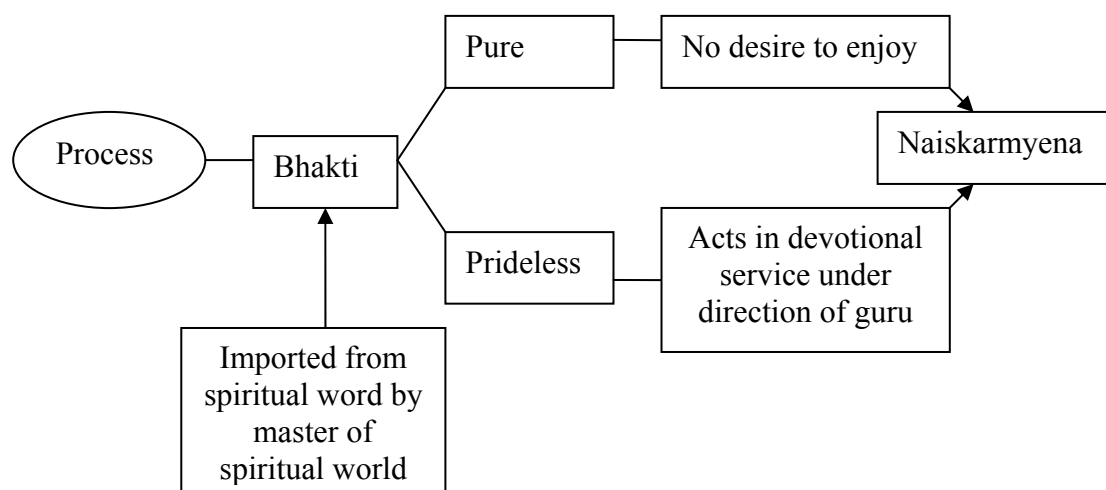 Pure
No desire to enjoy
Process
Bhakti
Naiskarmyena
Prideless
Acts in devotional
service under
direction of guru
Imported from
spiritual word by
master of
spiritual world